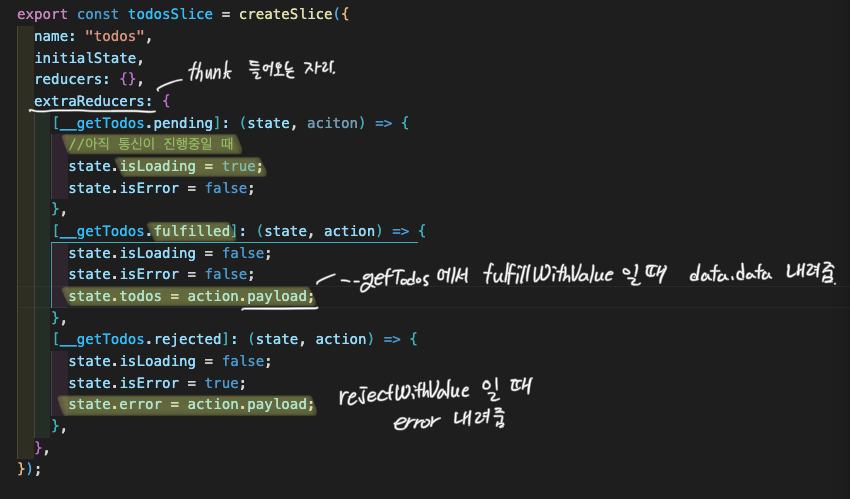 export const todosSlice = createSlice({
name: "todos",
initialState,
reducers: {},
thunk 들어오는 자리.
extraReducers: {
[__getTodos.pending]: (state, aciton) => {
//아직 통신이 진행중일 때
state.isLoading = true;
state.isError = false;
},
[__getTodos.fulfilled]: (state, action) => {
state.isLoading = false;
state.isError = false;
state.todos = action.payload;
--getTodos 에서 fulfillWithValue 일 때 data.data 내려줌.
},
[__getTodos.rejected]: (state, action) => {
state.isLoading = false;
state.isError = true;
state.error = action.payload;
rejectWithValue 일 때
error 내려줌
},
},
});